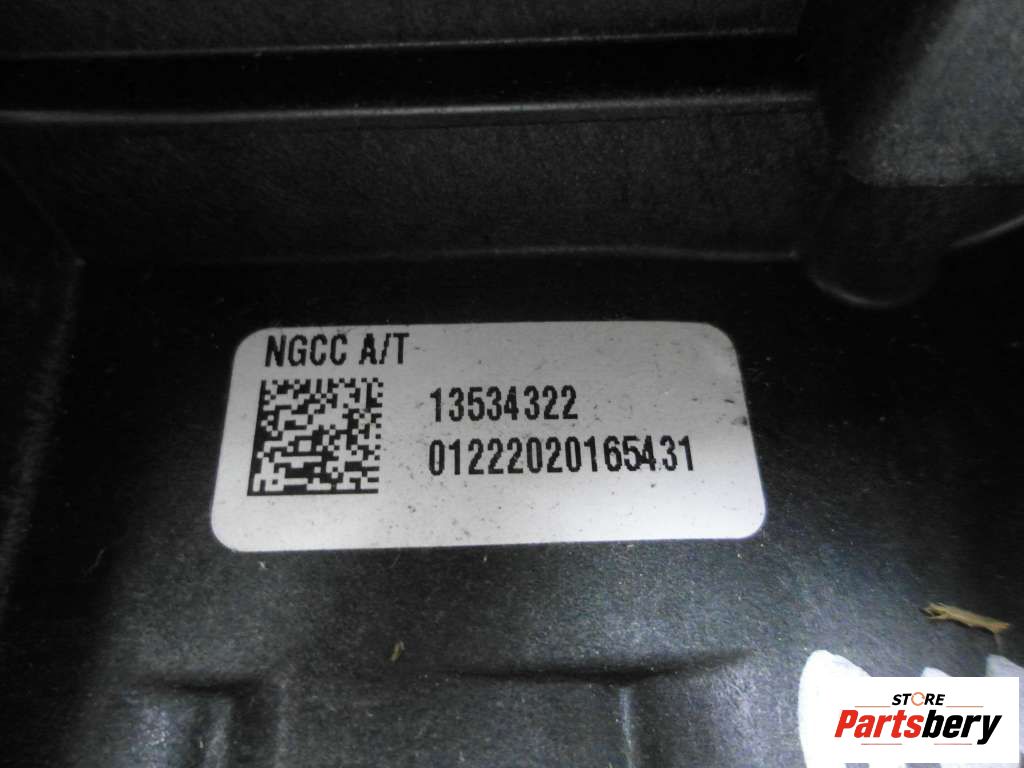 NGCC A/T
13534322
01222020165431
STORE
Partsbery